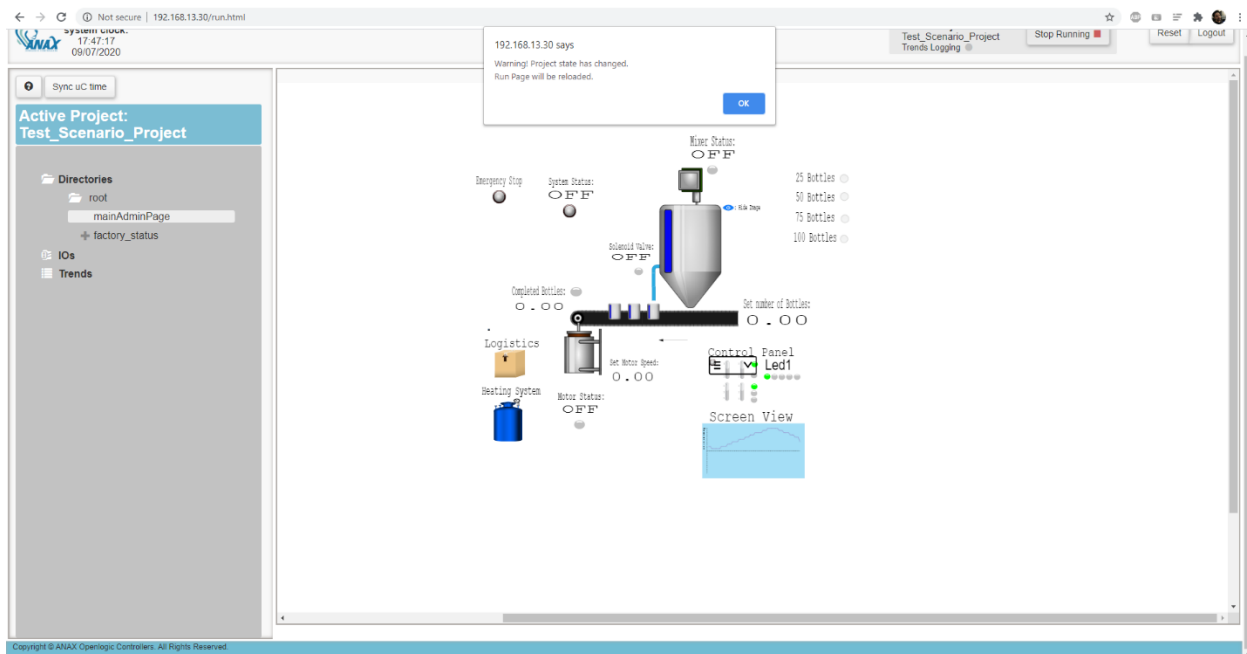 Not secure | 192.168.13.30/run.html
ANAX
system clock:
17:47:17
09/07/2020
192.168.13.30 says
Warning! Project state has changed.
Run Page will be reloaded.
OK
Test_Scenario_Project
Trends Logging
Stop Running
Reset
Logout
Sync uC time
Active Project:
Test_Scenario_Project
Directories
root
mainAdminPage
factory_status
IOs
Trends
Mixer Status:
OFF
Emergency Stop
System Status:
OFF
25 Bottles
50 Bottles
75 Bottles
100 Bottles
: Hide Image
Solenoid Valve:
OFF
Completed Bottles:
0.00
Set number of Bottles:
0.00
Logistics
Set Motor Speed:
0.00
Control Panel
Led1
Heating System
Motor Status:
OFF
Screen View
Copyright © ANAX Openlogic Controllers. All Rights Reserved.